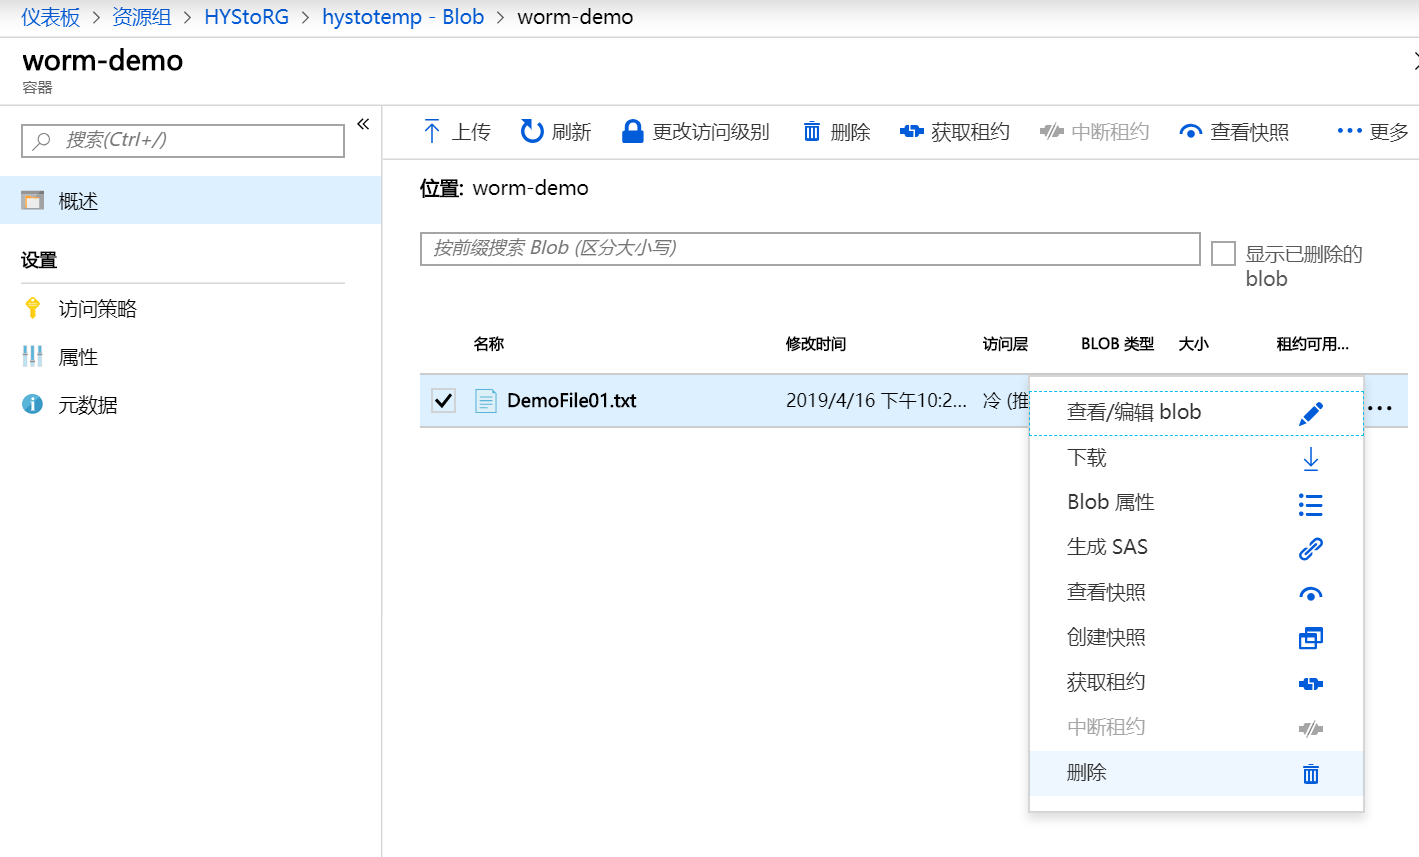 仪表板 > 资源组 > HYStoRG > hystotemp - Blob > worm-demo
worm-demo
容器
搜索(Ctrl+/)
概述
设置
访问策略
属性
元数据
上传 刷新 更改访问级别 删除 获取租约 中断租约 查看快照 更多
位置: worm-demo
按前缀搜索 Blob (区分大小写)
显示已删除的
blob
名称 修改时间 访问层 BLOB 类型 大小 租约可用...
DemoFile01.txt 2019/4/16 下午10:2... 冷 (推
查看/编辑 blob
下载
Blob 属性
生成 SAS
查看快照
创建快照
获取租约
中断租约
删除